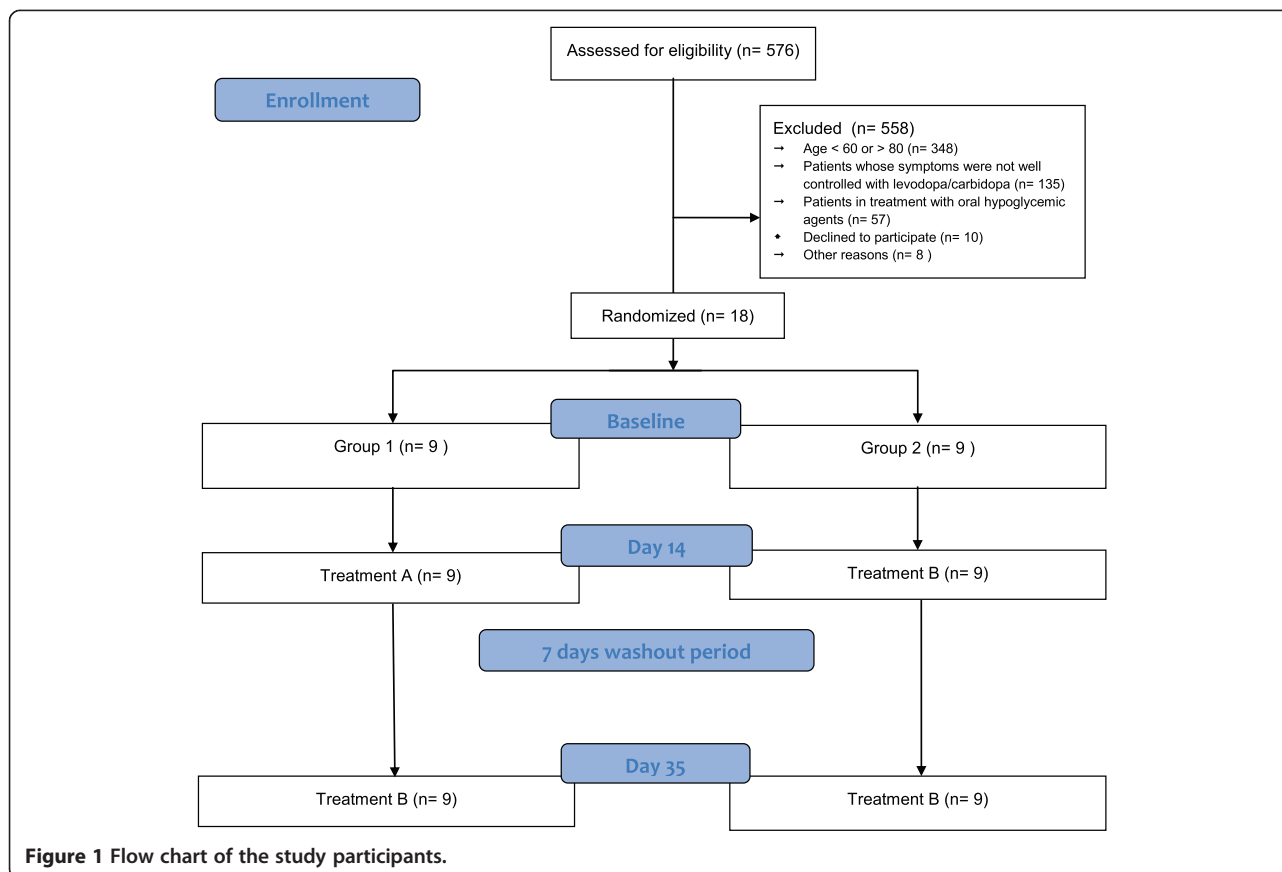 Assessed for eligibility (n= 576)
Enrollment
Excluded (n= 558)
→ Age < 60 or > 80 (n= 348)
→ Patients whose symptoms were not well
controlled with levodopa/carbidopa (n= 135)
→ Patients in treatment with oral hypoglycemic
agents (n= 57)
Declined to participate (n= 10)
→ Other reasons (n= 8 )
Randomized (n= 18)
Baseline
Group 1 (n= 9 )
Group 2 (n= 9 )
Day 14
Treatment A (n= 9)
Treatment B (n= 9)
7 days washout period
Day 35
Treatment B (n= 9)
Treatment B (n= 9)
Figure 1 Flow chart of the study participants.